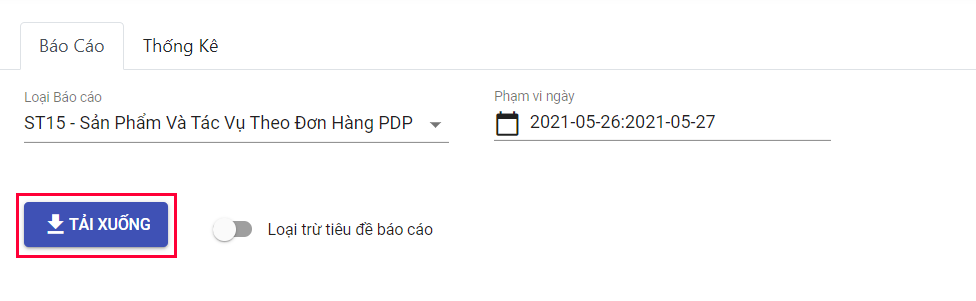 Báo Cáo
Thống Kê
Loại Báo cáo
Phạm vi ngày
ST15 - Sản Phẩm Và Tác Vụ Theo Đơn Hàng PDP
2021-05-26:2021-05-27
TẢI XUỐNG
Loại trừ tiêu đề báo cáo